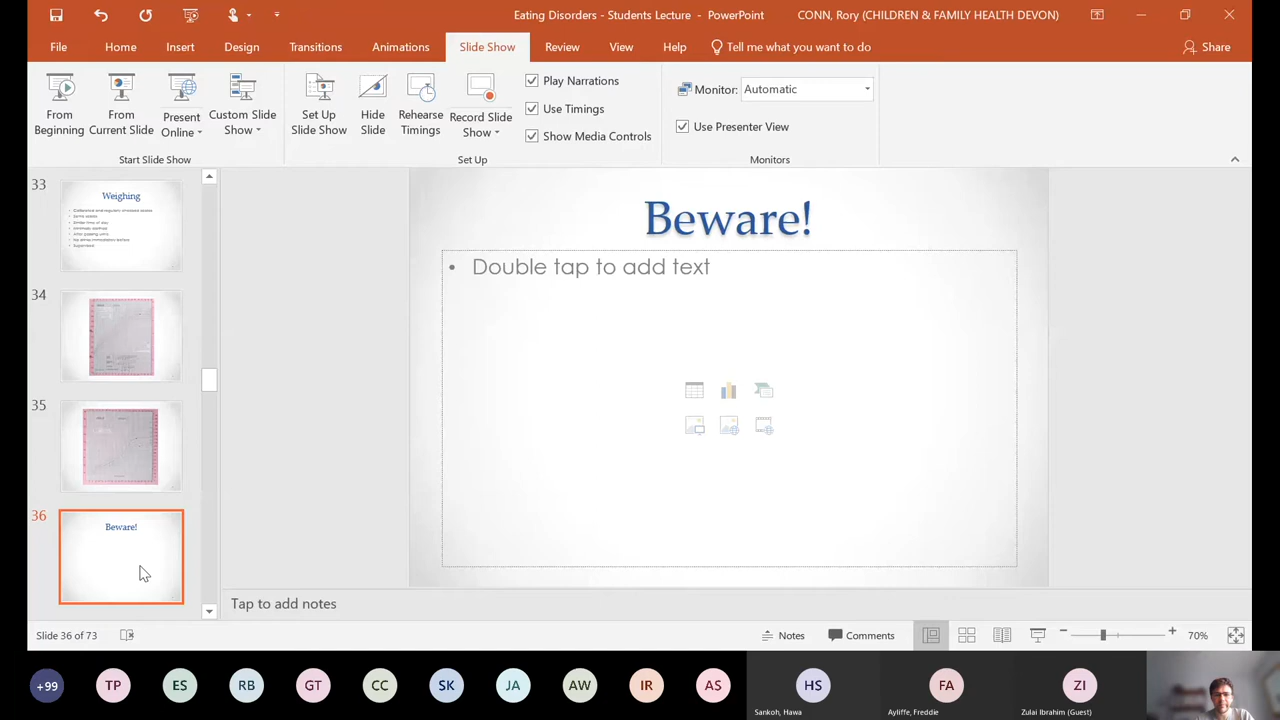 Eating Disorders - Students Lecture - PowerPoint
CONN, Rory (CHILDREN & FAMILY HEALTH DEVON)
File Home Insert Design Transitions Animations Slide Show Review View Help Tell me what you want to do Share
From Beginning
From Current Slide
Present Online
Custom Slide Show
Start Slide Show
Set Up Slide Show
Hide Slide
Rehearse Timings
Record Slide Show
Play Narrations
Use Timings
Show Media Controls
Set Up
Monitor: Automatic
Use Presenter View
Monitors
33
Weighing
34
35
36
Beware!
Beware!
• Double tap to add text
Tap to add notes
Slide 36 of 73
Notes
Comments
70%
+99 TP ES RB GT CC SK JA AW IR AS HS FA ZI
Sankoh, Hawa
Ayliffe, Freddie
Zulai Ibrahim (Guest)